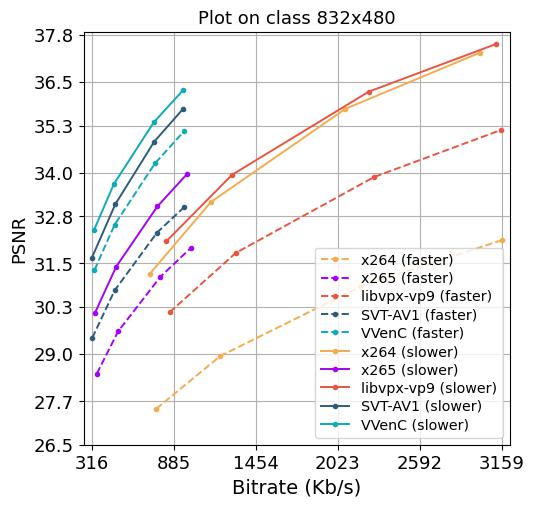 Plot on class 832x480
PSNR
37.8
36.5
35.3
34.0
32.8
31.5
30.3
29.0
27.7
26.5
x264 (faster)
x265 (faster)
libvpx-vp9 (faster)
SVT-AV1 (faster)
VVenC (faster)
x264 (slower)
x265 (slower)
libvpx-vp9 (slower)
SVT-AV1 (slower)
VVenC (slower)
316 885 1454 2023 2592 3159
Bitrate (Kb/s)